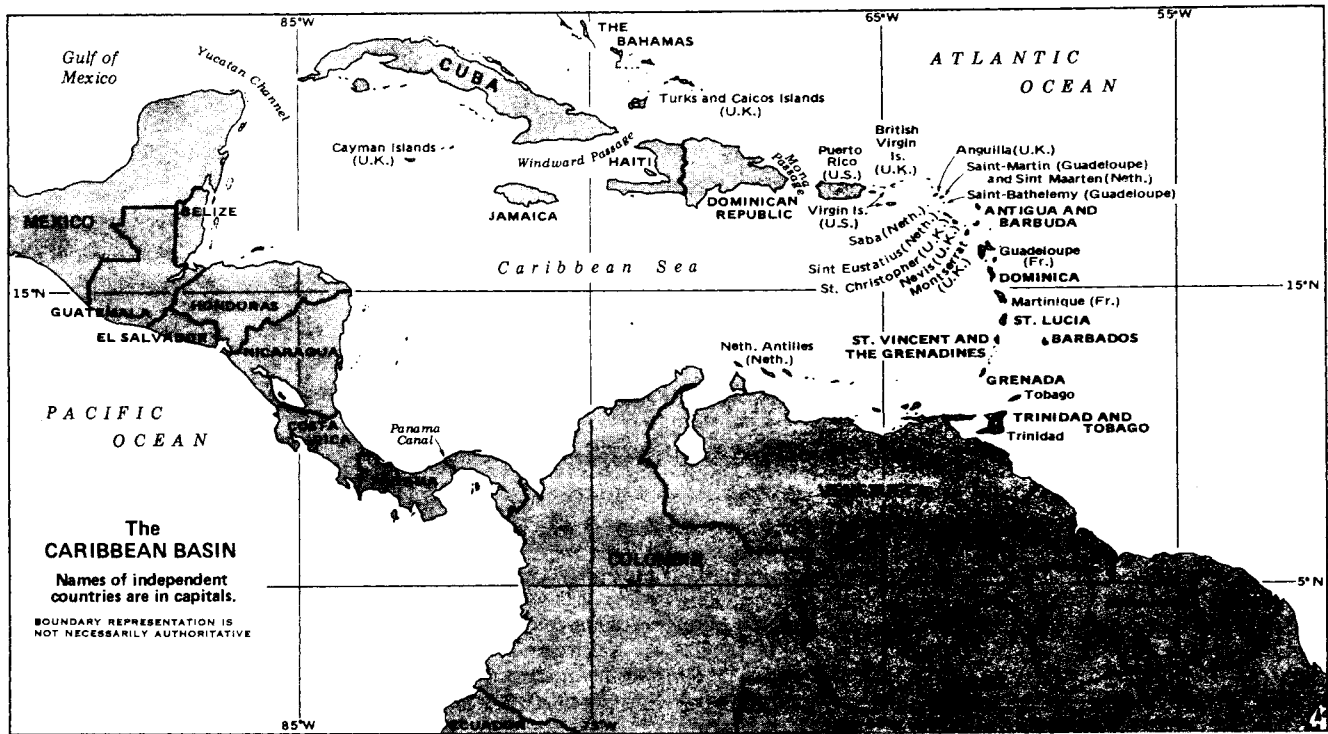 85°W
65°W
55°W
Gulf of
Mexico
Yucatan Channel
THE
BAHAMAS
ATLANTIC
OCEAN
CUBA
Turks and Caicos Islands
(U.K.)
Cayman Islands
(U.K.)
Windward Passage
HAITI
Mona
Passage
Puerto
Rico
(U.S.)
British
Virgin
Is.
(U.K.)
Anguilla(U.K.)
Saint-Martin (Guadeloupe)
and Sint Maarten(Neth.)
Saint-Bathelemy (Guadeloupe)
MEXICO
BELIZE
JAMAICA
DOMINICAN
REPUBLIC
Virgin Is.
(U.S.)
ANTIGUA AND
BARBUDA
Saba(Neth.)
Sint Eustatius(Neth.)
St. Christopher(U.K.)
Nevis(U.K.)
Montserrat
(U.K.)
Guadeloupe
(Fr.)
Caribbean Sea
DOMINICA
15°N
15°N
GUATEMALA
HONDURAS
Martinique(Fr.)
ST. LUCIA
EL SALVADOR
NICARAGUA
ST. VINCENT AND
THE GRENADINES
BARBADOS
Neth. Antilles
(Neth.)
GRENADA
Tobago
PACIFIC
OCEAN
COSTA
RICA
Panama
Canal
TRINIDAD AND
TOBAGO
Trinidad
The
CARIBBEAN BASIN
Names of independent
countries are in capitals.
BOUNDARY REPRESENTATION IS
NOT NECESSARILY AUTHORITATIVE
COLOMBIA
5°N
85°W
ECUADOR
75°W
4